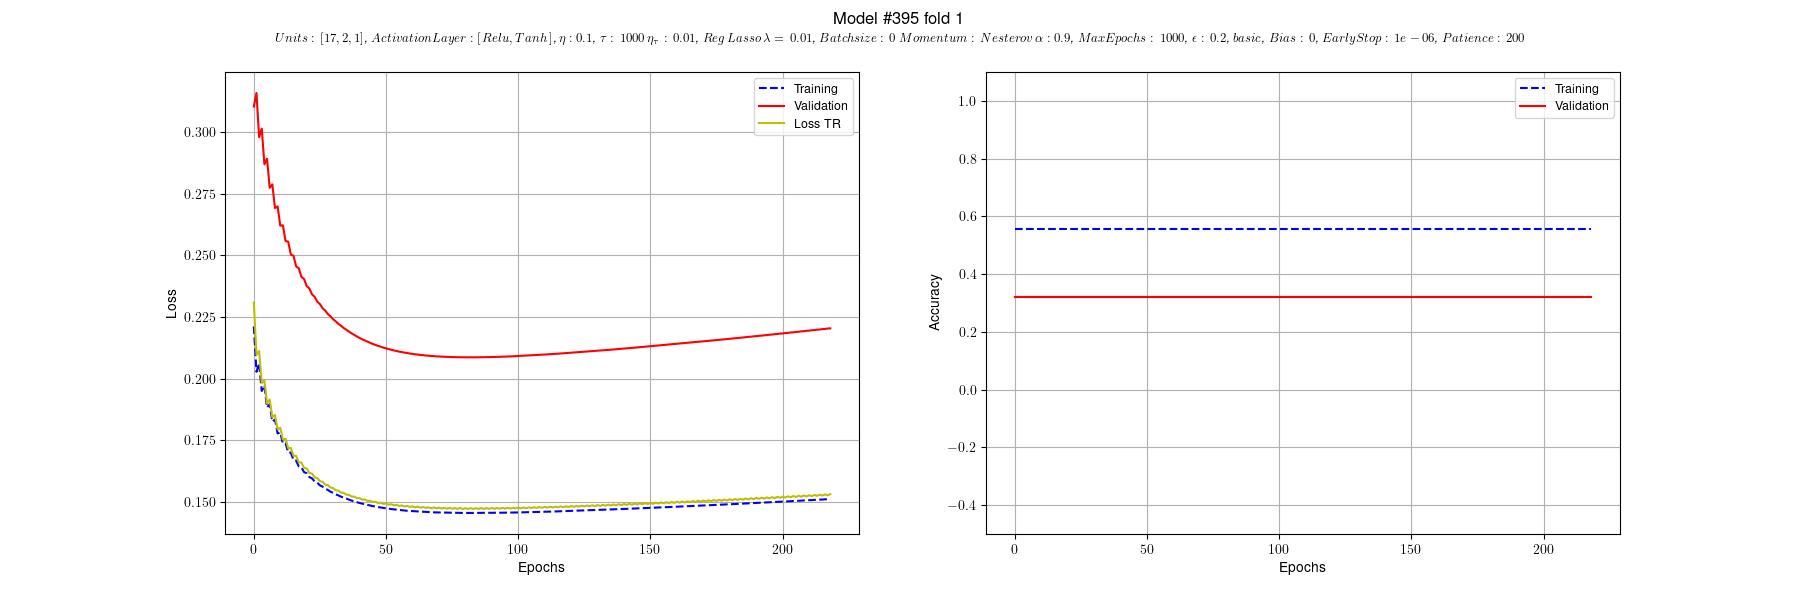 Model #395 fold 1
Units : [17, 2, 1], ActivationLayer : [Relu, Tanh], η : 0.1, τ : 1000 η_τ : 0.01, Reg Lasso λ = 0.01, Batchsize : 0 Momentum : Nesterov α : 0.9, MaxEpochs : 1000, ϵ : 0.2, basic, Bias : 0, EarlyStop : 1e − 06, Patience : 200
Training
Validation
Loss TR
0.300
0.275
0.250
0.225
0.200
0.175
0.150
Loss
0 50 100 150 200
Epochs
Training
Validation
1.0
0.8
0.6
0.4
0.2
0.0
−0.2
−0.4
Accuracy
0 50 100 150 200
Epochs